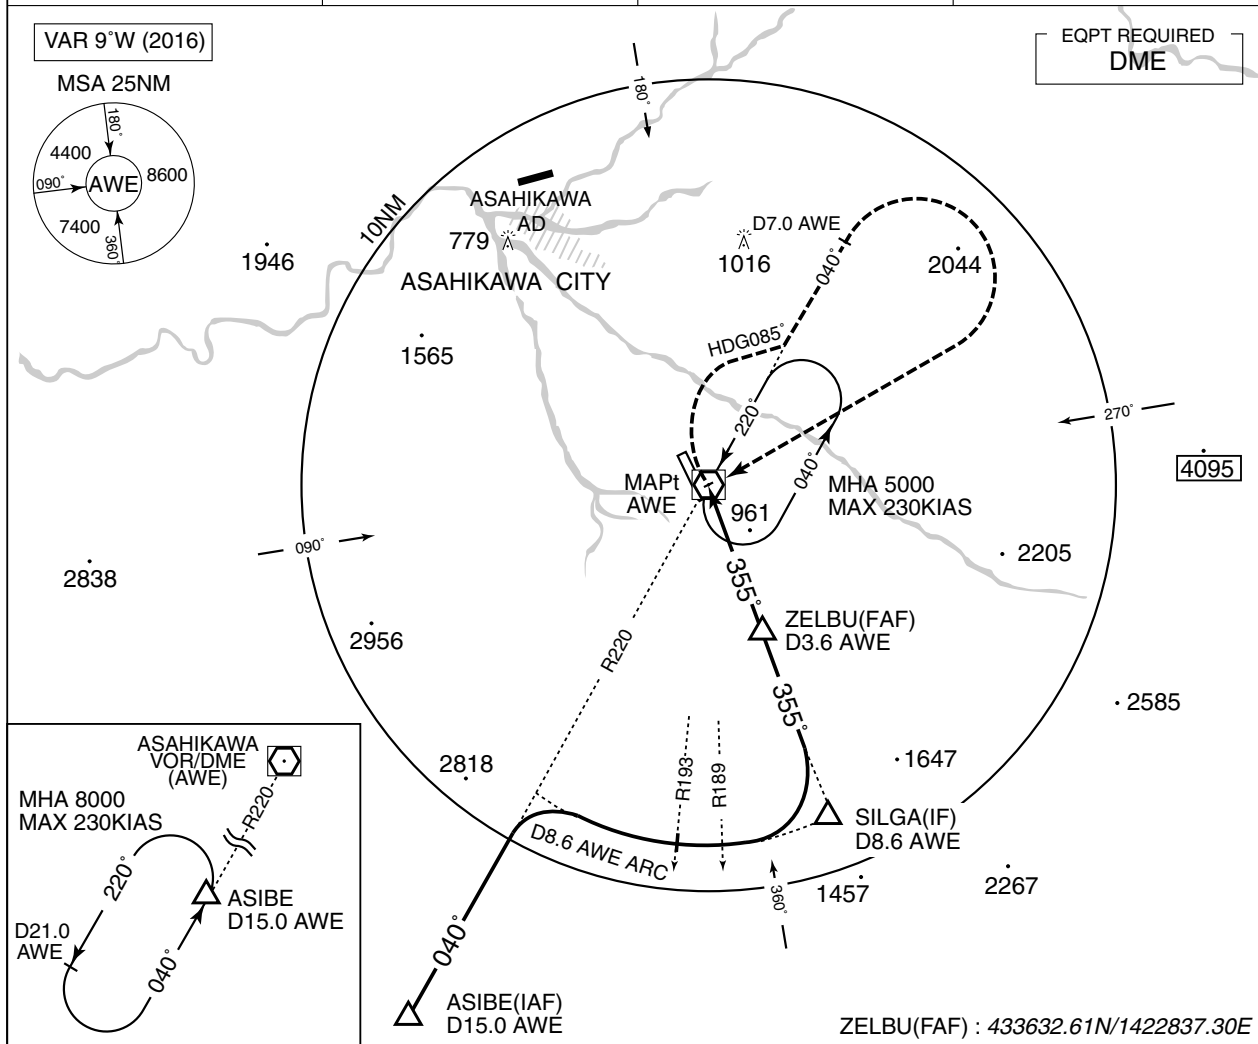 VAR 9°W (2016)
MSA 25NM
180°
4400
8600
090°
AWE
7400
360°
EQPT REQUIRED
DME
180°
10NM
ASAHIKAWA
AD
779
ASAHIKAWA CITY
1946
1565
D7.0 AWE
1016
040°
2044
HDG085°
220°
040°
270°
4095
MAPt
AWE
961
MHA 5000
MAX 230KIAS
090°
2838
2205
355°
2956
ZELBU(FAF)
D3.6 AWE
R220
355°
2585
2818
R193
R189
1647
SILGA(IF)
D8.6 AWE
D8.6 AWE ARC
1457
360°
2267
040°
ASIBE(IAF)
D15.0 AWE
ASAHIKAWA
VOR/DME
(AWE)
MHA 8000
MAX 230KIAS
R220
220°
ASIBE
D15.0 AWE
D21.0
AWE
040°
ZELBU(FAF) : 433632.61N/1422837.30E